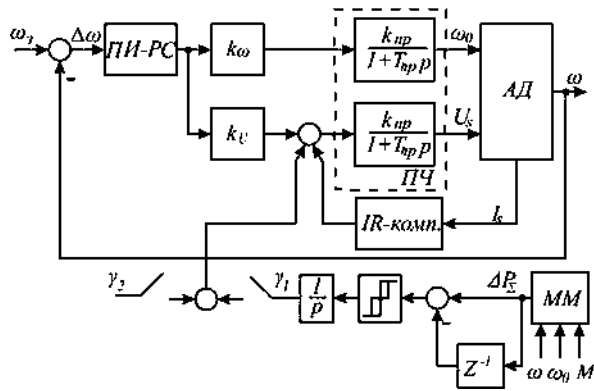 ωз Δω ПИ-РС kω kпр ω0 АД ω
1+Tпр p
-
kU kпр Us
1+Tпр p
ПЧ
IR-комп. Is
γ2 γ1 1 ΔPΣ ММ
p
-
Z⁻¹
ω ω0 M